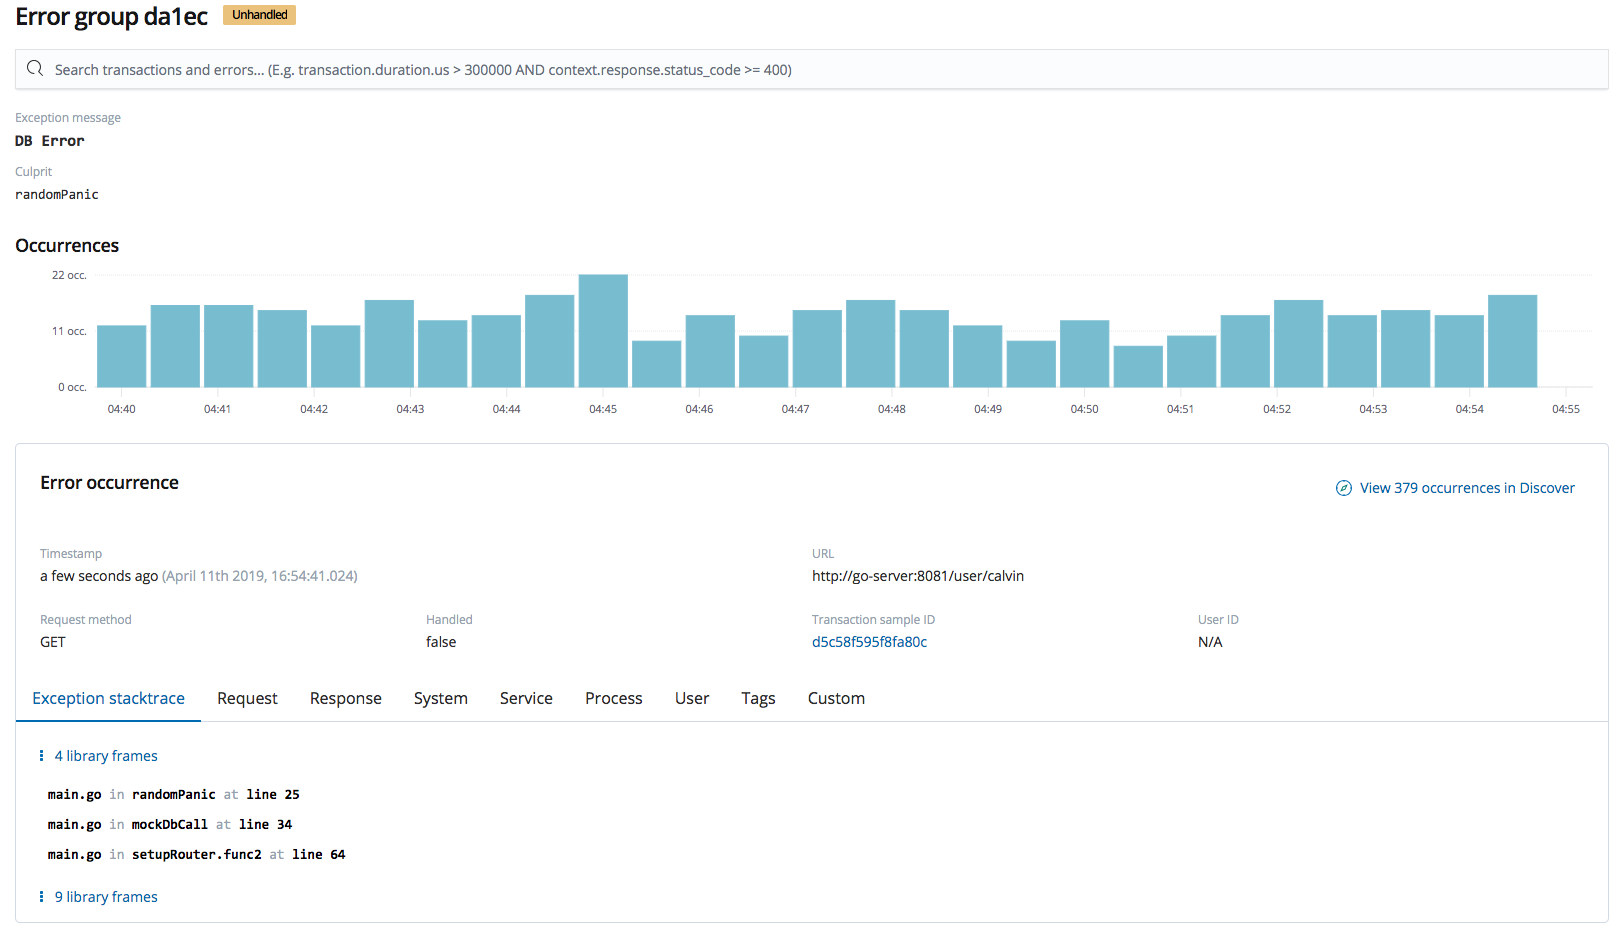 Error group da1ec Unhandled
Search transactions and errors... (E.g. transaction.duration.us > 300000 AND context.response.status_code >= 400)
Exception message
DB Error
Culprit
randomPanic
Occurrences
22 occ.
11 occ.
0 occ.
04:40 04:41 04:42 04:43 04:44 04:45 04:46 04:47 04:48 04:49 04:50 04:51 04:52 04:53 04:54 04:55
Error occurrence
View 379 occurrences in Discover
Timestamp URL
a few seconds ago (April 11th 2019, 16:54:41.024) http://go-server:8081/user/calvin
Request method Handled Transaction sample ID User ID
GET false d5c58f595f8fa80c N/A
Exception stacktrace Request Response System Service Process User Tags Custom
4 library frames
main.go in randomPanic at line 25
main.go in mockDbCall at line 34
main.go in setupRouter.func2 at line 64
9 library frames